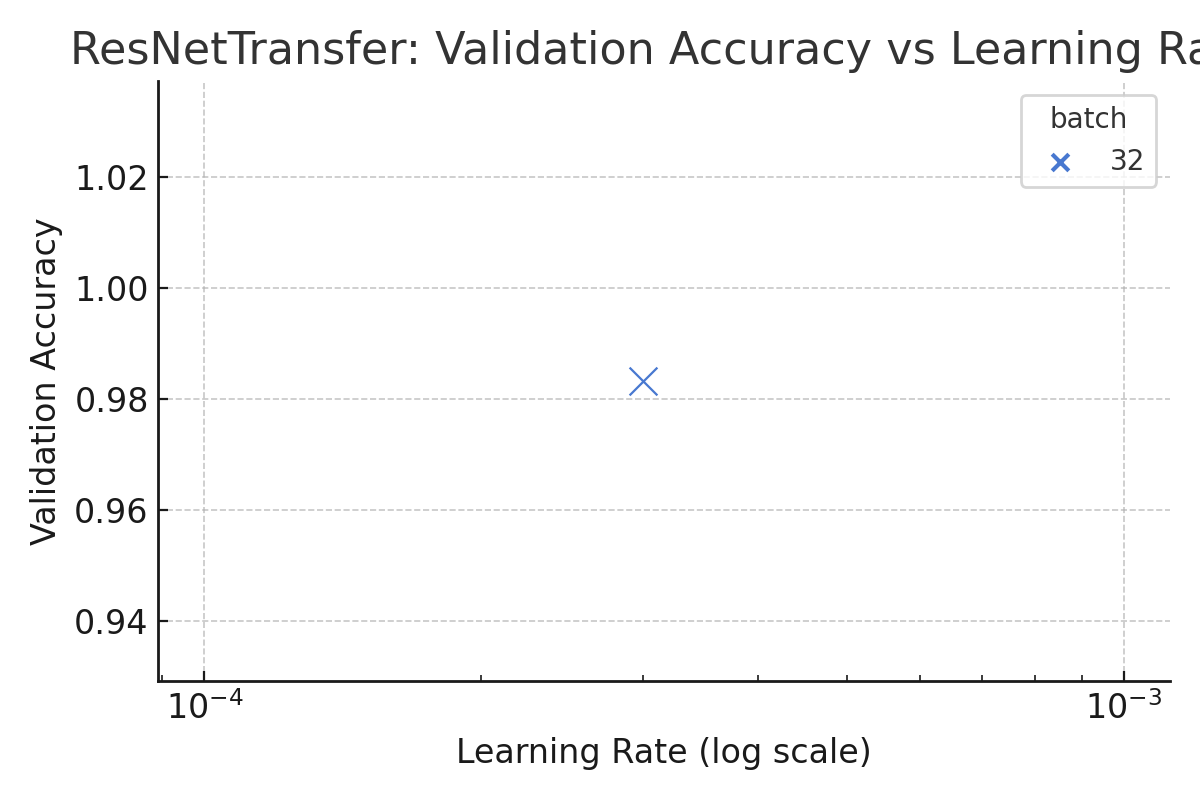 ResNetTransfer: Validation Accuracy vs Learning Ra
batch
32
Validation Accuracy
1.02
1.00
0.98
0.96
0.94
10⁻⁴ 10⁻³
Learning Rate (log scale)